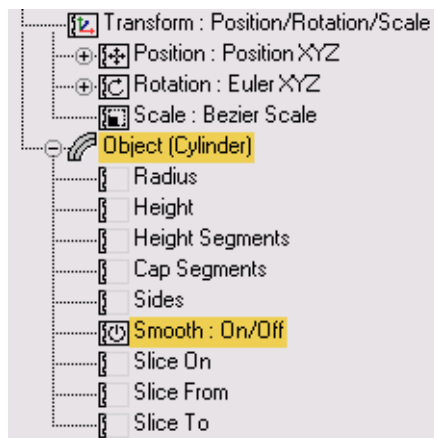 Transform : Position/Rotation/Scale
Position : Position XYZ
Rotation : Euler XYZ
Scale : Bezier Scale
Object (Cylinder)
Radius
Height
Height Segments
Cap Segments
Sides
Smooth : On/Off
Slice On
Slice From
Slice To